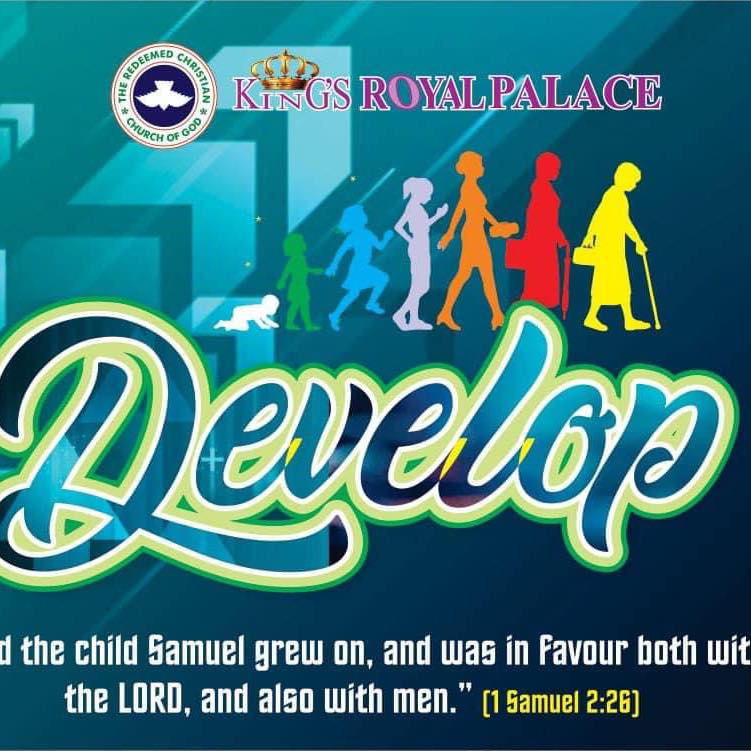 THE REDEEMED CHRISTIAN
CHURCH OF GOD
KING'S ROYAL PALACE
Develop
d the child Samuel grew on, and was in favour both wit
the LORD, and also with men.” (1 Samuel 2:26)